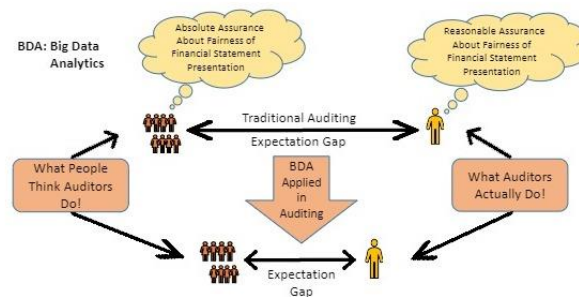 BDA: Big Data
Analytics
Absolute Assurance
About Fairness of
Financial Statement
Presentation
Reasonable Assurance
About Fairness of
Financial Statement
Presentation
Traditional Auditing
Expectation Gap
What People
Think Auditors
Do!
BDA
Applied in
Auditing
What Auditors
Actually Do!
Expectation
Gap